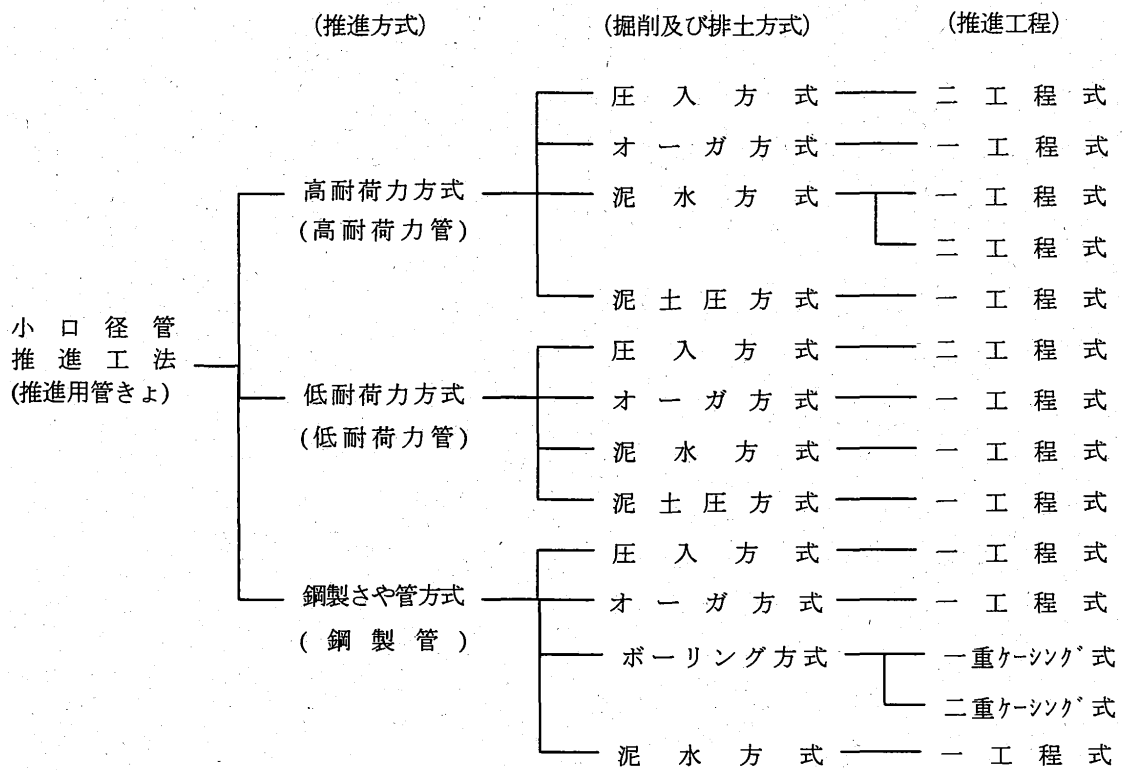 (推進方式) (掘削及び排土方式) (推進工程)
圧入方式 二工程式
オーガ方式 一工程式
高耐荷力方式 泥水方式 一工程式
(高耐荷力管) 二工程式
泥土圧方式 一工程式
小口径管
推進工法 圧入方式 二工程式
(推進用管きょ) 低耐荷力方式 オーガ方式 一工程式
(低耐荷力管) 泥水方式 一工程式
泥土圧方式 一工程式
圧入方式 一工程式
鋼製さや管方式 オーガ方式 一工程式
(鋼製管) ボーリング方式 一重ケーシング式
二重ケーシング式
泥水方式 一工程式